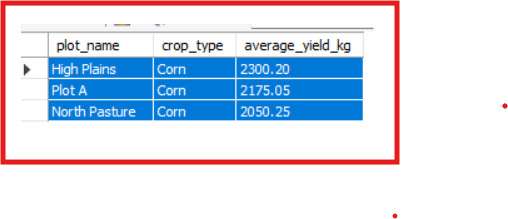 plot_name crop_type average_yield_kg
High Plains Corn 2300.20
Plot A Corn 2175.05
North Pasture Corn 2050.25